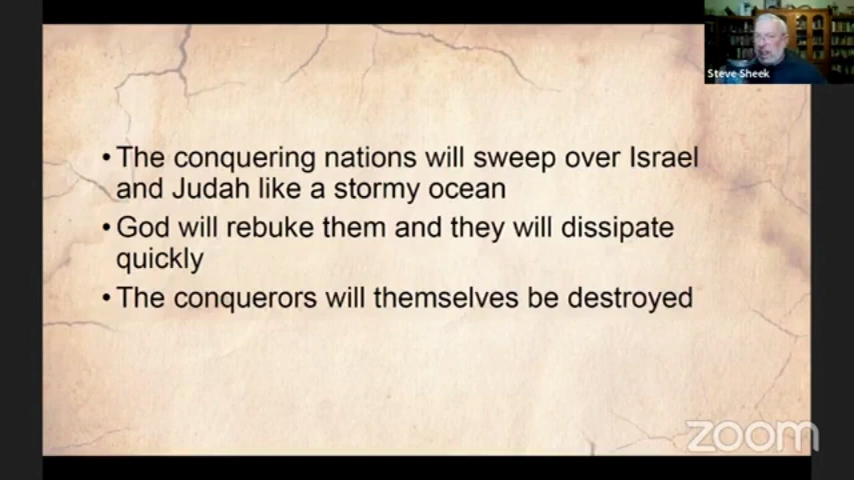 Steve Sheek
• The conquering nations will sweep over Israel
and Judah like a stormy ocean
• God will rebuke them and they will dissipate
quickly
• The conquerors will themselves be destroyed
zoom